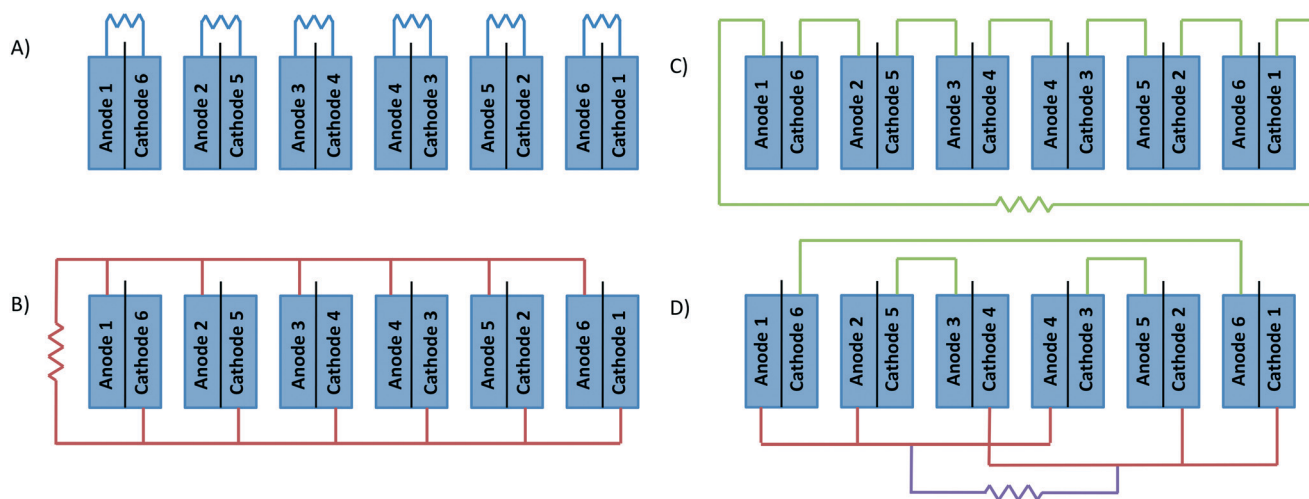 A)
Anode 1
Cathode 6
Anode 2
Cathode 5
Anode 3
Cathode 4
Anode 4
Cathode 3
Anode 5
Cathode 2
Anode 6
Cathode 1
B)
Anode 1
Cathode 6
Anode 2
Cathode 5
Anode 3
Cathode 4
Anode 4
Cathode 3
Anode 5
Cathode 2
Anode 6
Cathode 1
C)
Anode 1
Cathode 6
Anode 2
Cathode 5
Anode 3
Cathode 4
Anode 4
Cathode 3
Anode 5
Cathode 2
Anode 6
Cathode 1
D)
Anode 1
Cathode 6
Anode 2
Cathode 5
Anode 3
Cathode 4
Anode 4
Cathode 3
Anode 5
Cathode 2
Anode 6
Cathode 1